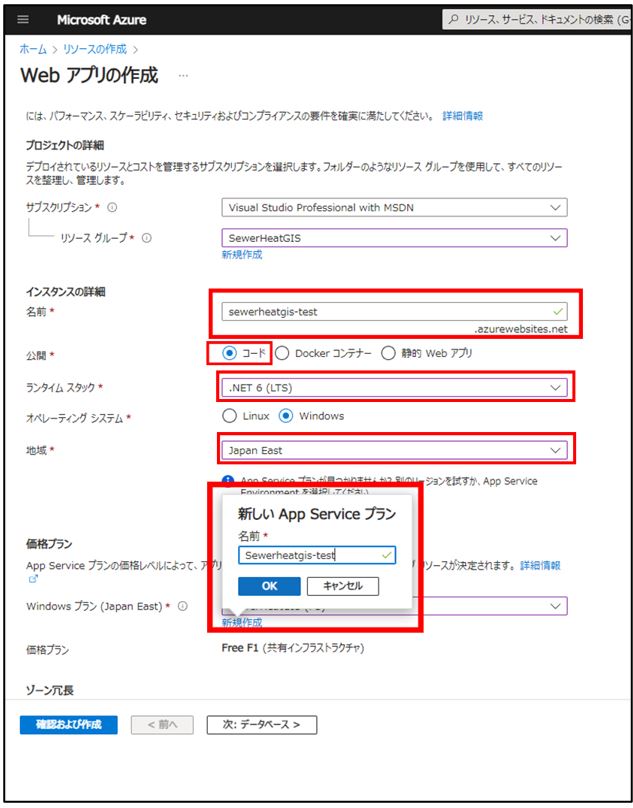 Microsoft Azure
リソース、サービス、ドキュメントの検索 (G+
ホーム > リソースの作成 >
Web アプリの作成 ...
には、パフォーマンス、スケーラビリティ、セキュリティおよびコンプライアンスの要件を確実に満たしてください。 詳細情報
プロジェクトの詳細
デプロイされているリソースとコストを管理するサブスクリプションを選択します。フォルダーのようなリソース グループを使用して、すべてのリソー
スを整理し、管理します。
サブスクリプション * Visual Studio Professional with MSDN
リソース グループ * SewerHeatGIS
新規作成
インスタンスの詳細
名前 * sewerheatgis-test
.azurewebsites.net
公開 * コード Docker コンテナー 静的 Web アプリ
ランタイム スタック * .NET 6 (LTS)
オペレーティング システム * Linux Windows
地域 * Japan East
App Service プランが見つかりませんか? 別のリージョンを試すか、App Service
Environment を選択してください
新しい App Service プラン
名前 *
Sewerheatgis-test
OK キャンセル
価格プラン
App Service プランの価格レベルによって、アプリ リソースが決定されます。 詳細情報
Windows プラン (Japan East) *
新規作成
価格プラン Free F1 (共有インフラストラクチャ)
ゾーン冗長
確認および作成 < 前へ 次: データベース >